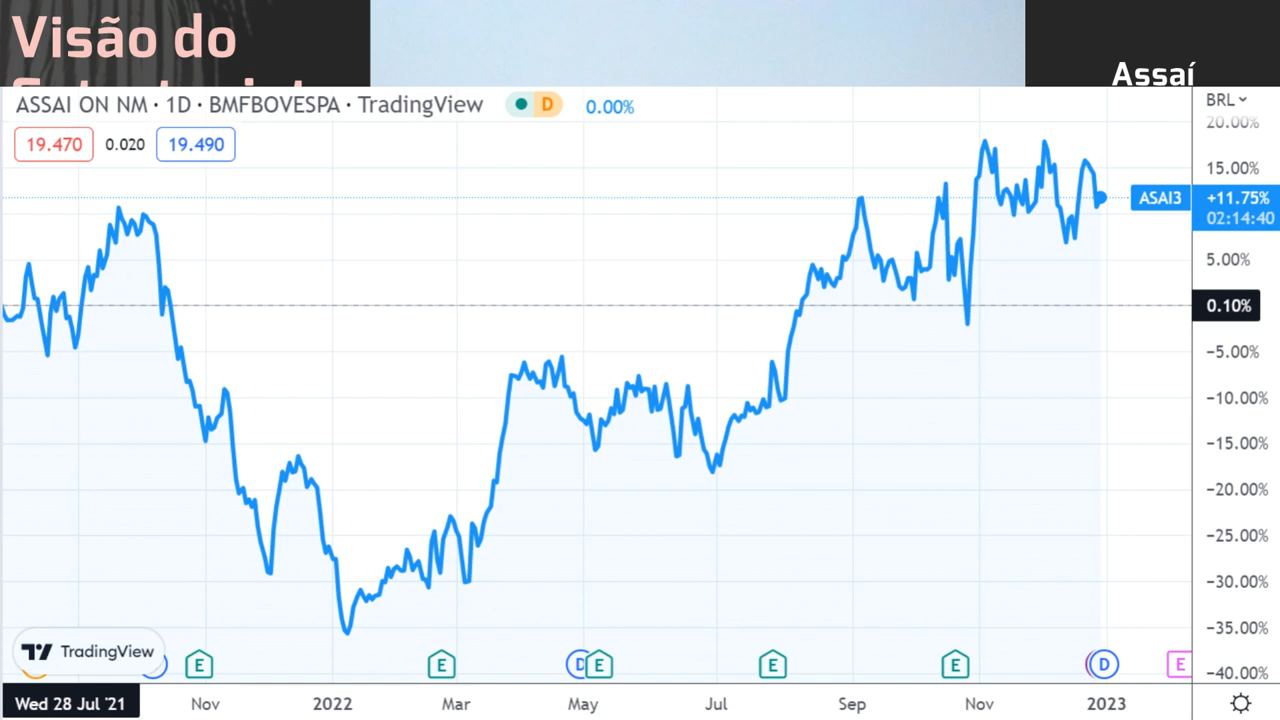 Visão do
Assaí
ASSAI ON NM · 1D · BMFBOVESPA · TradingView
D
0.00%
BRL
20.00%
19.470
0.020
19.490
15.00%
ASAI3
+11.75%
02:14:40
5.00%
0.10%
−5.00%
−10.00%
−15.00%
−20.00%
−25.00%
−30.00%
−35.00%
−40.00%
TradingView
E
E
D
E
E
E
D
E
Wed 28 Jul '21
Nov
2022
Mar
May
Jul
Sep
Nov
2023